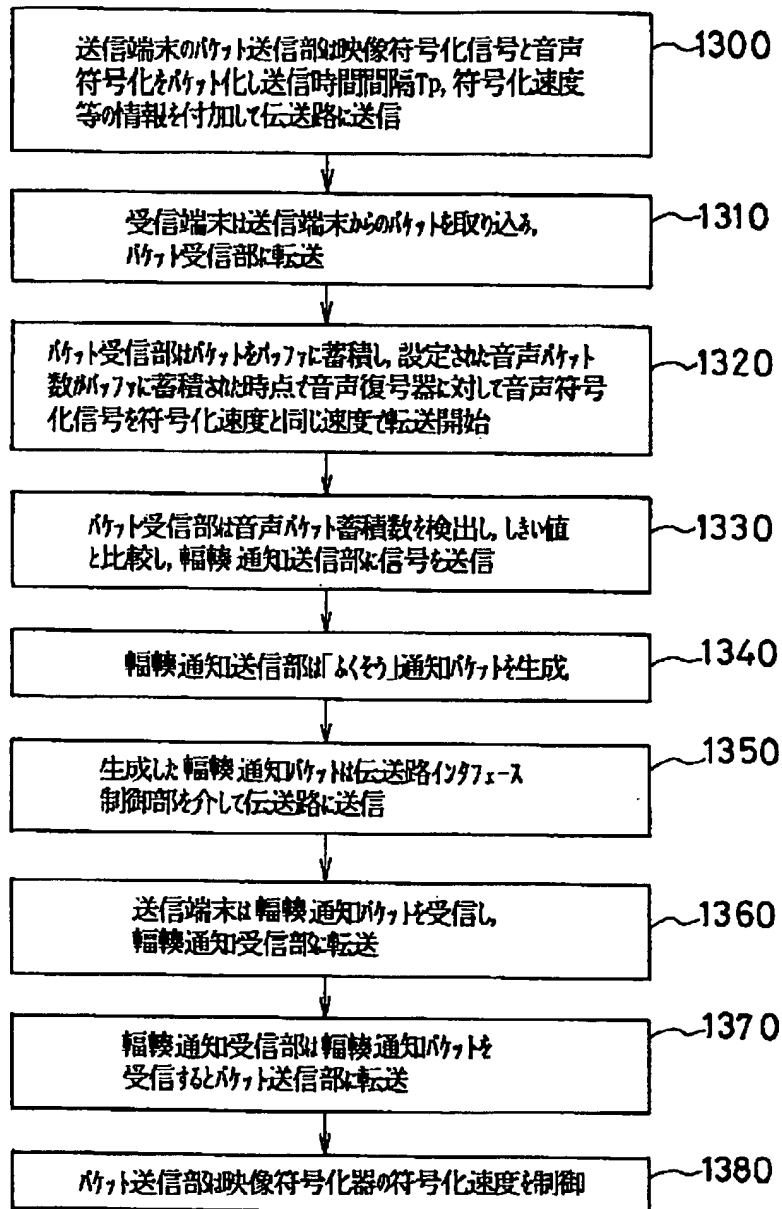 送信端末のパケット送信部は映像符号化信号と音声
符号化をパケット化し送信時間間隔Tp, 符号化速度
等の情報を付加して伝送路に送信
1300
受信端末は送信端末からのパケットを取り込み,
パケット受信部に転送
1310
パケット受信部はパケットをバッファに蓄積し, 設定された音声パケット
数がバッファに蓄積された時点で音声復号器に対して音声符号
化信号を符号化速度と同じ速度で転送開始
1320
パケット受信部は音声パケット蓄積数を検出し, しきい値
と比較し, 輻輳通知送信部に信号を送信
1330
輻輳通知送信部は「ふくそう」通知パケットを生成
1340
生成した輻輳通知パケットは伝送路インタフェース
制御部を介して伝送路に送信
1350
送信端末は輻輳通知パケットを受信し,
輻輳通知受信部に転送
1360
輻輳通知受信部は輻輳通知パケットを
受信するとパケット送信部に転送
1370
パケット送信部は映像符号化器の符号化速度を制御
1380